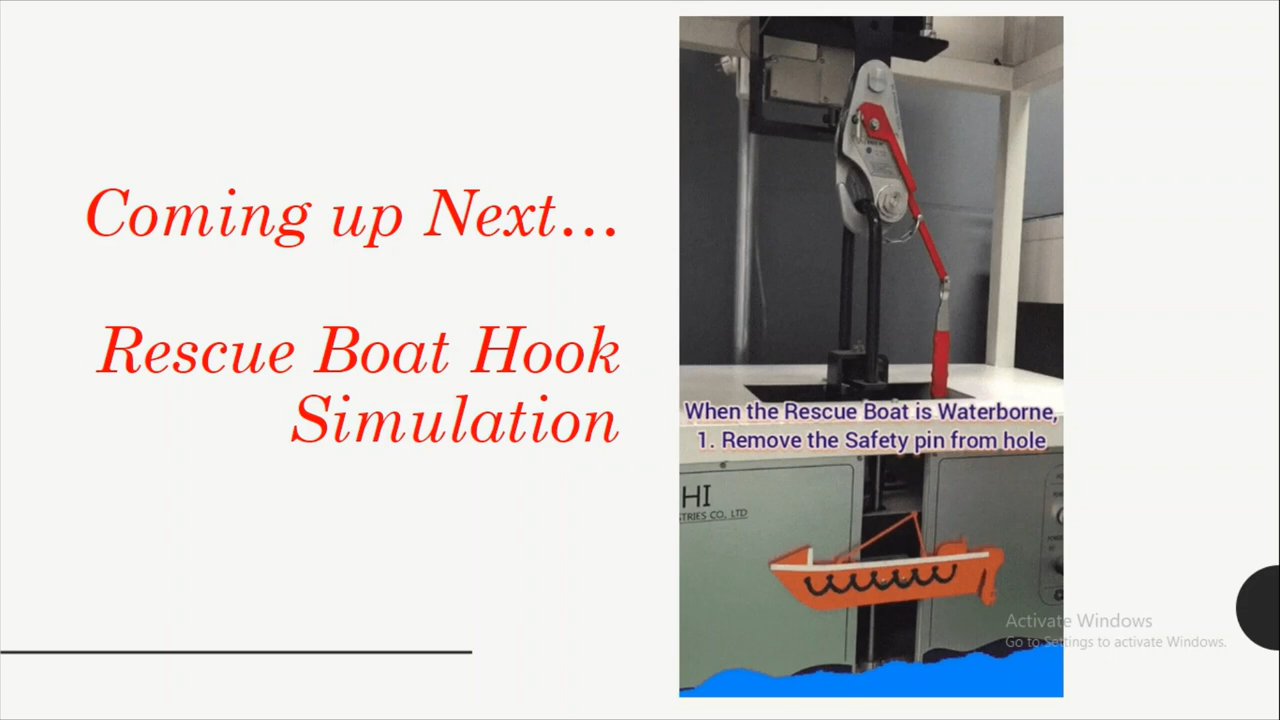 Coming up Next...
Rescue Boat Hook
Simulation
When the Rescue Boat is Waterborne,
1. Remove the Safety pin from hole
HI
STRIES CO., LTD
Activate Windows
Go to Settings to activate Windows.